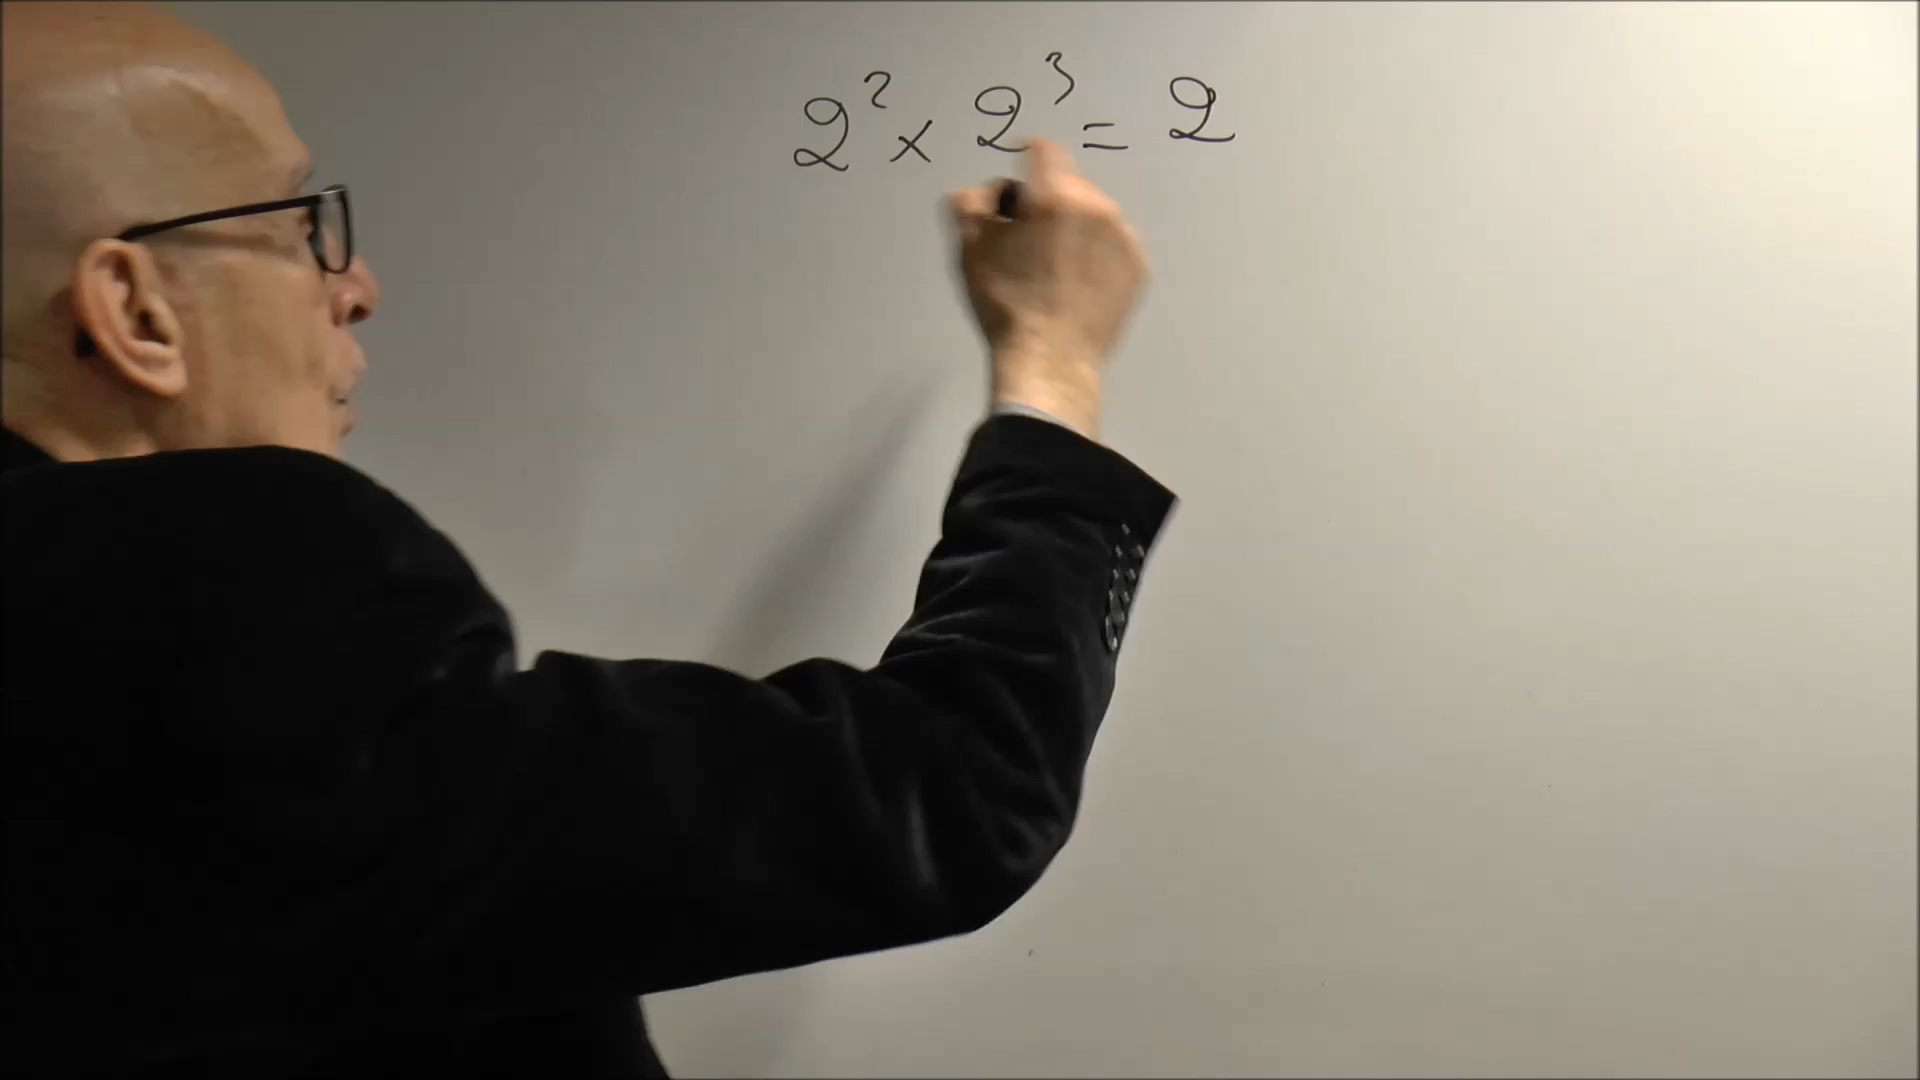 2² × 2³ = 2